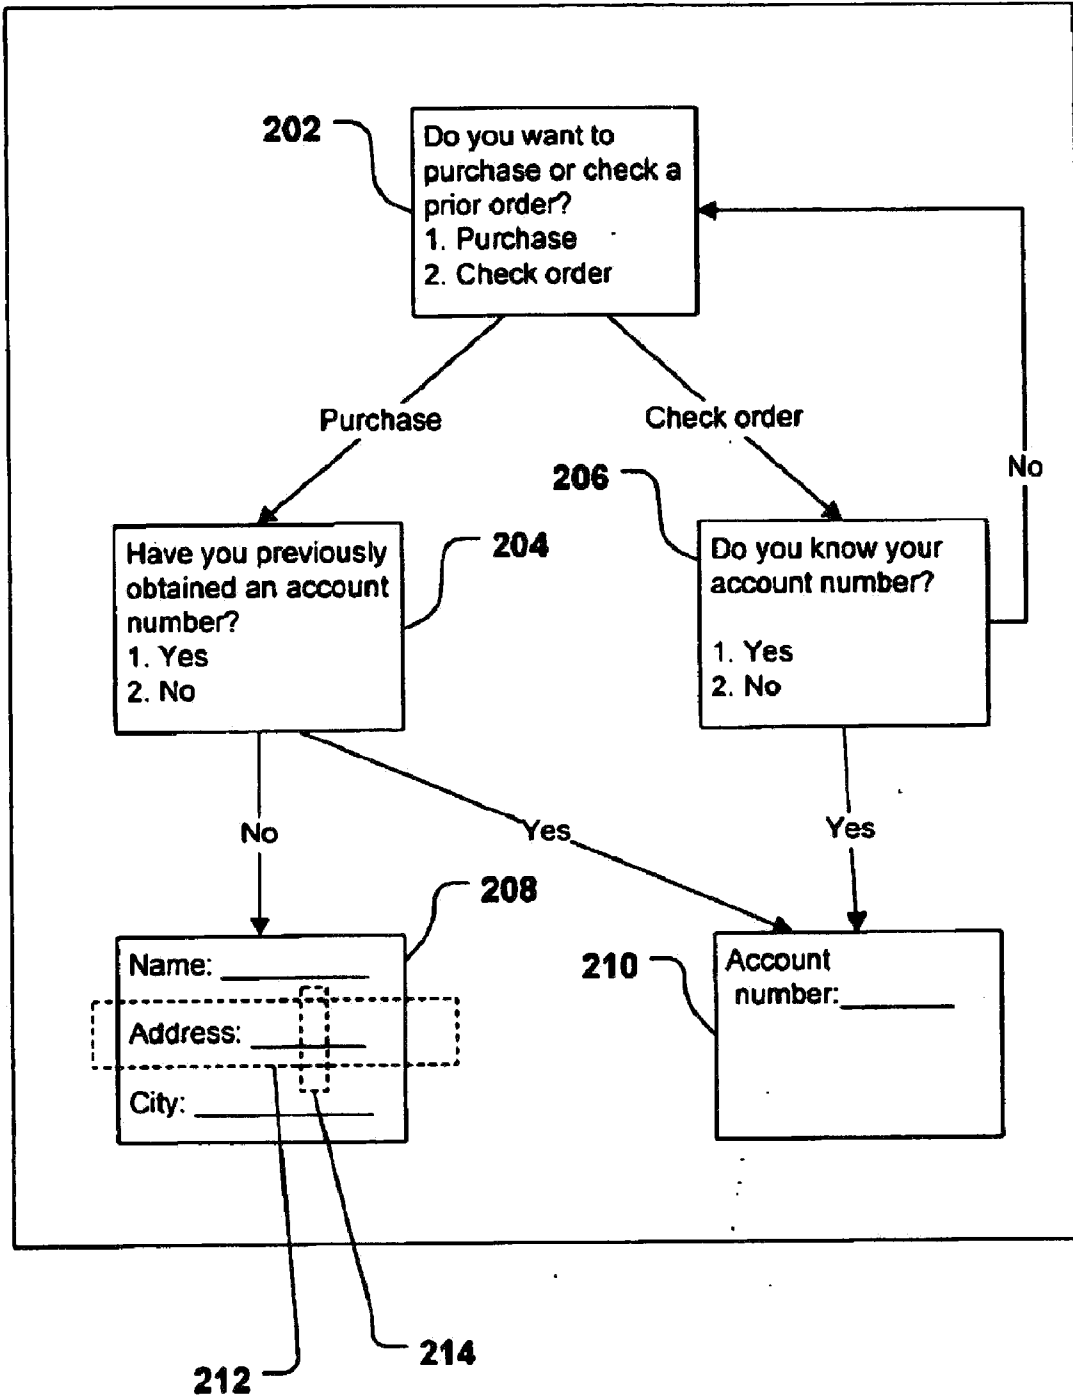 202
Do you want to
purchase or check a
prior order?
1. Purchase
2. Check order
Purchase
Check order
No
206
204
Have you previously
obtained an account
number?
1. Yes
2. No
Do you know your
account number?
1. Yes
2. No
No
Yes
Yes
208
210
Name:
Address:
City:
Account
number:
214
212